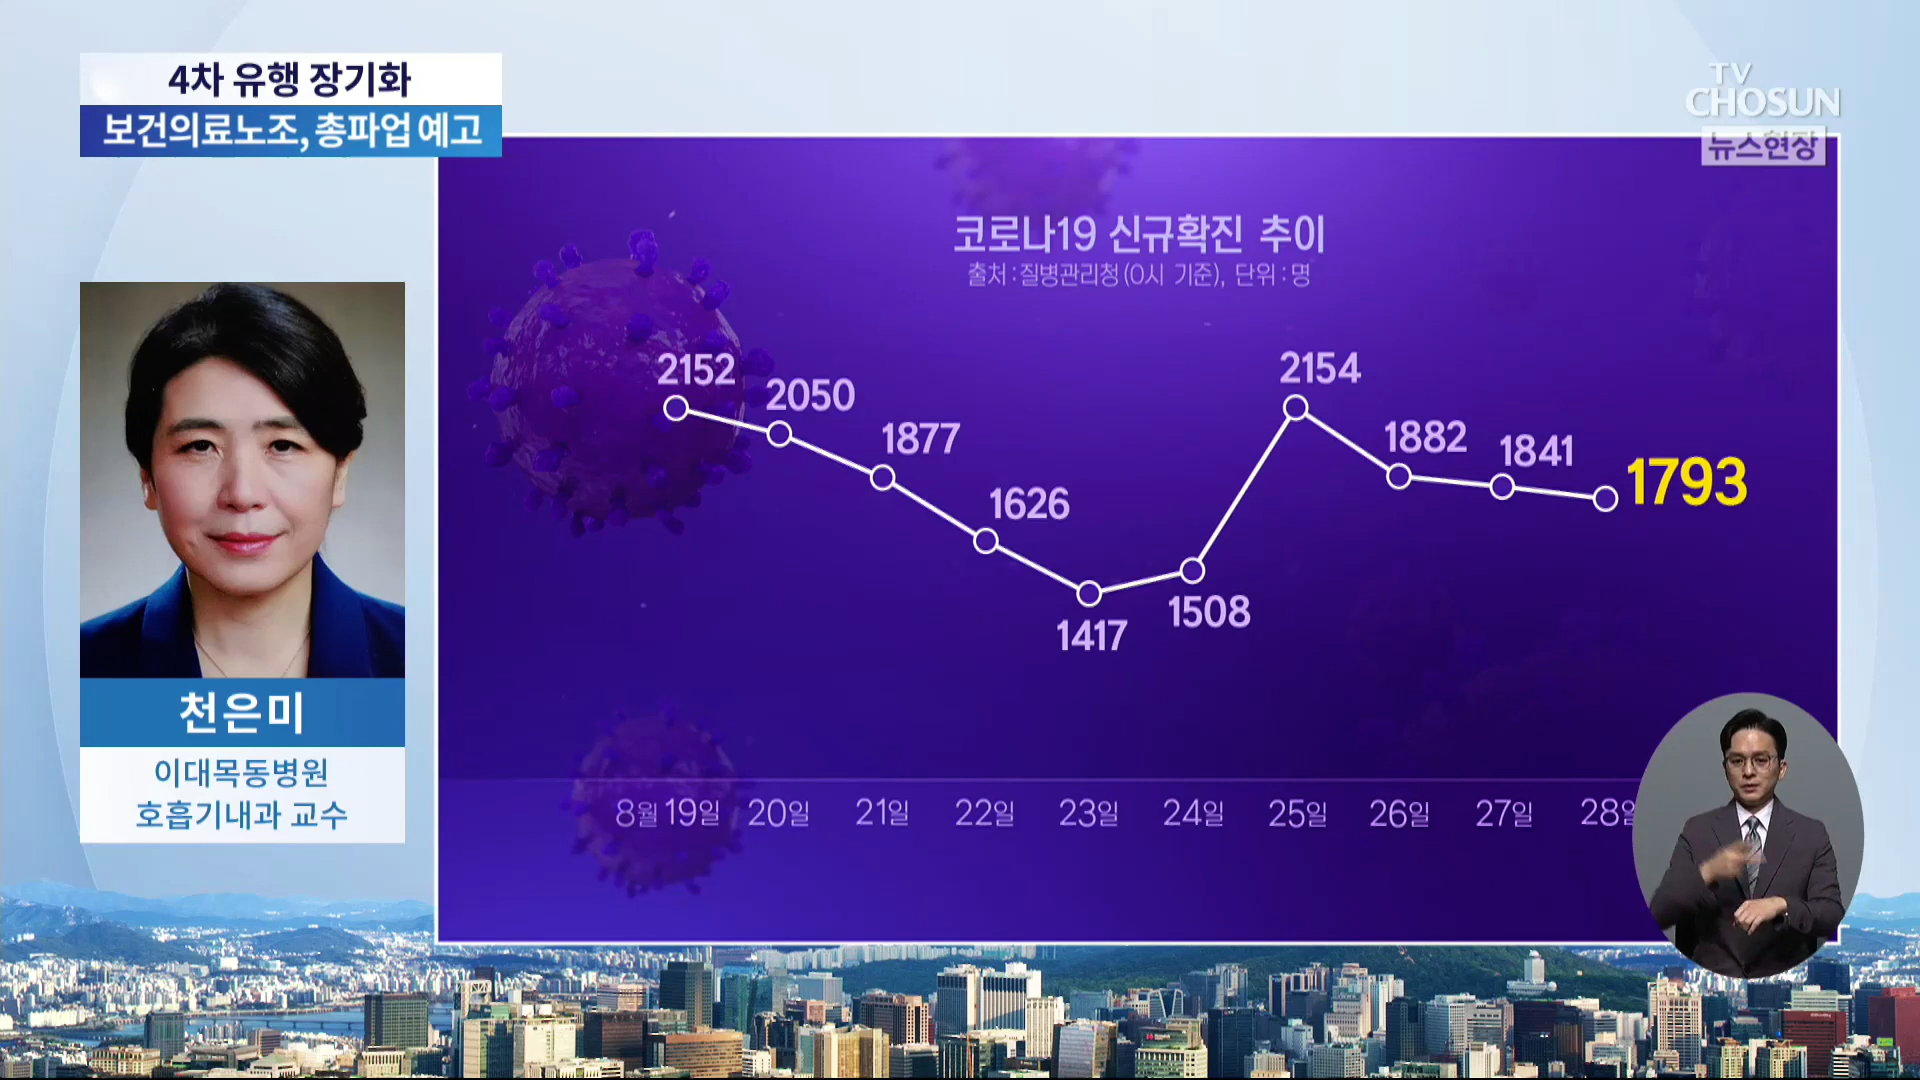 4차 유행 장기화
보건의료노조, 총파업 예고
TV
CHOSUN
뉴스현장
코로나19 신규확진 추이
출처 : 질병관리청 (0시 기준), 단위 : 명
2152
2050
1877
1626
1417
1508
2154
1882
1841
1793
8월 19일
20일
21일
22일
23일
24일
25일
26일
27일
28일
천은미
이대목동병원
호흡기내과 교수